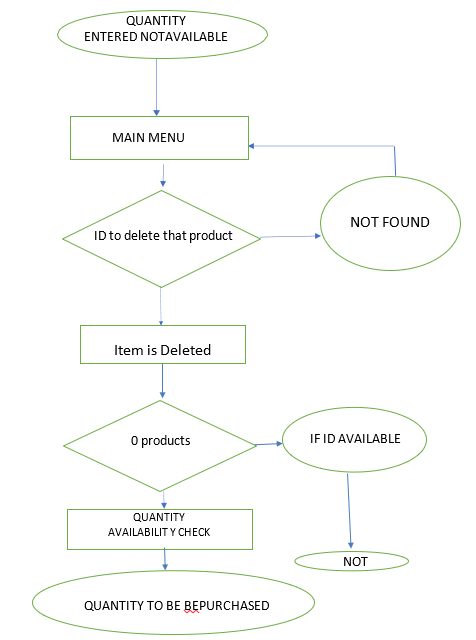 QUANTITY
ENTERED NOTAVAILABLE
MAIN MENU
ID to delete that product
NOT FOUND
Item is Deleted
0 products
IF ID AVAILABLE
QUANTITY
AVAILABILIT Y CHECK
NOT
QUANTITY TO BE BEPURCHASED